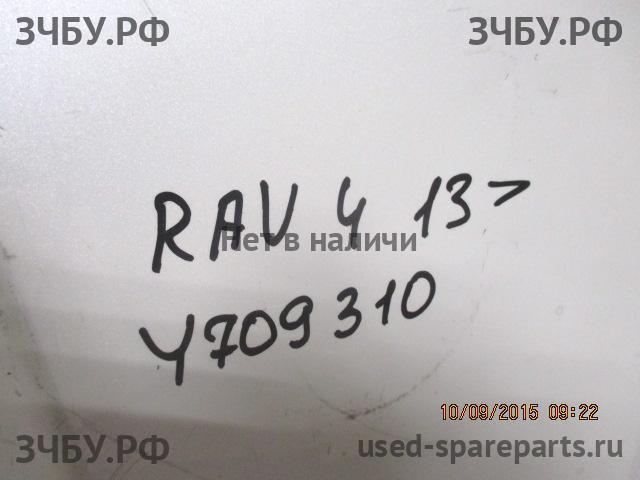 ЗЧБУ.РФ ЗЧБУ.РФ
RAV 4 13>
Нет в наличи
У709310
10/09/2015 09:22
ЗЧБУ.РФ used-spareparts.ru